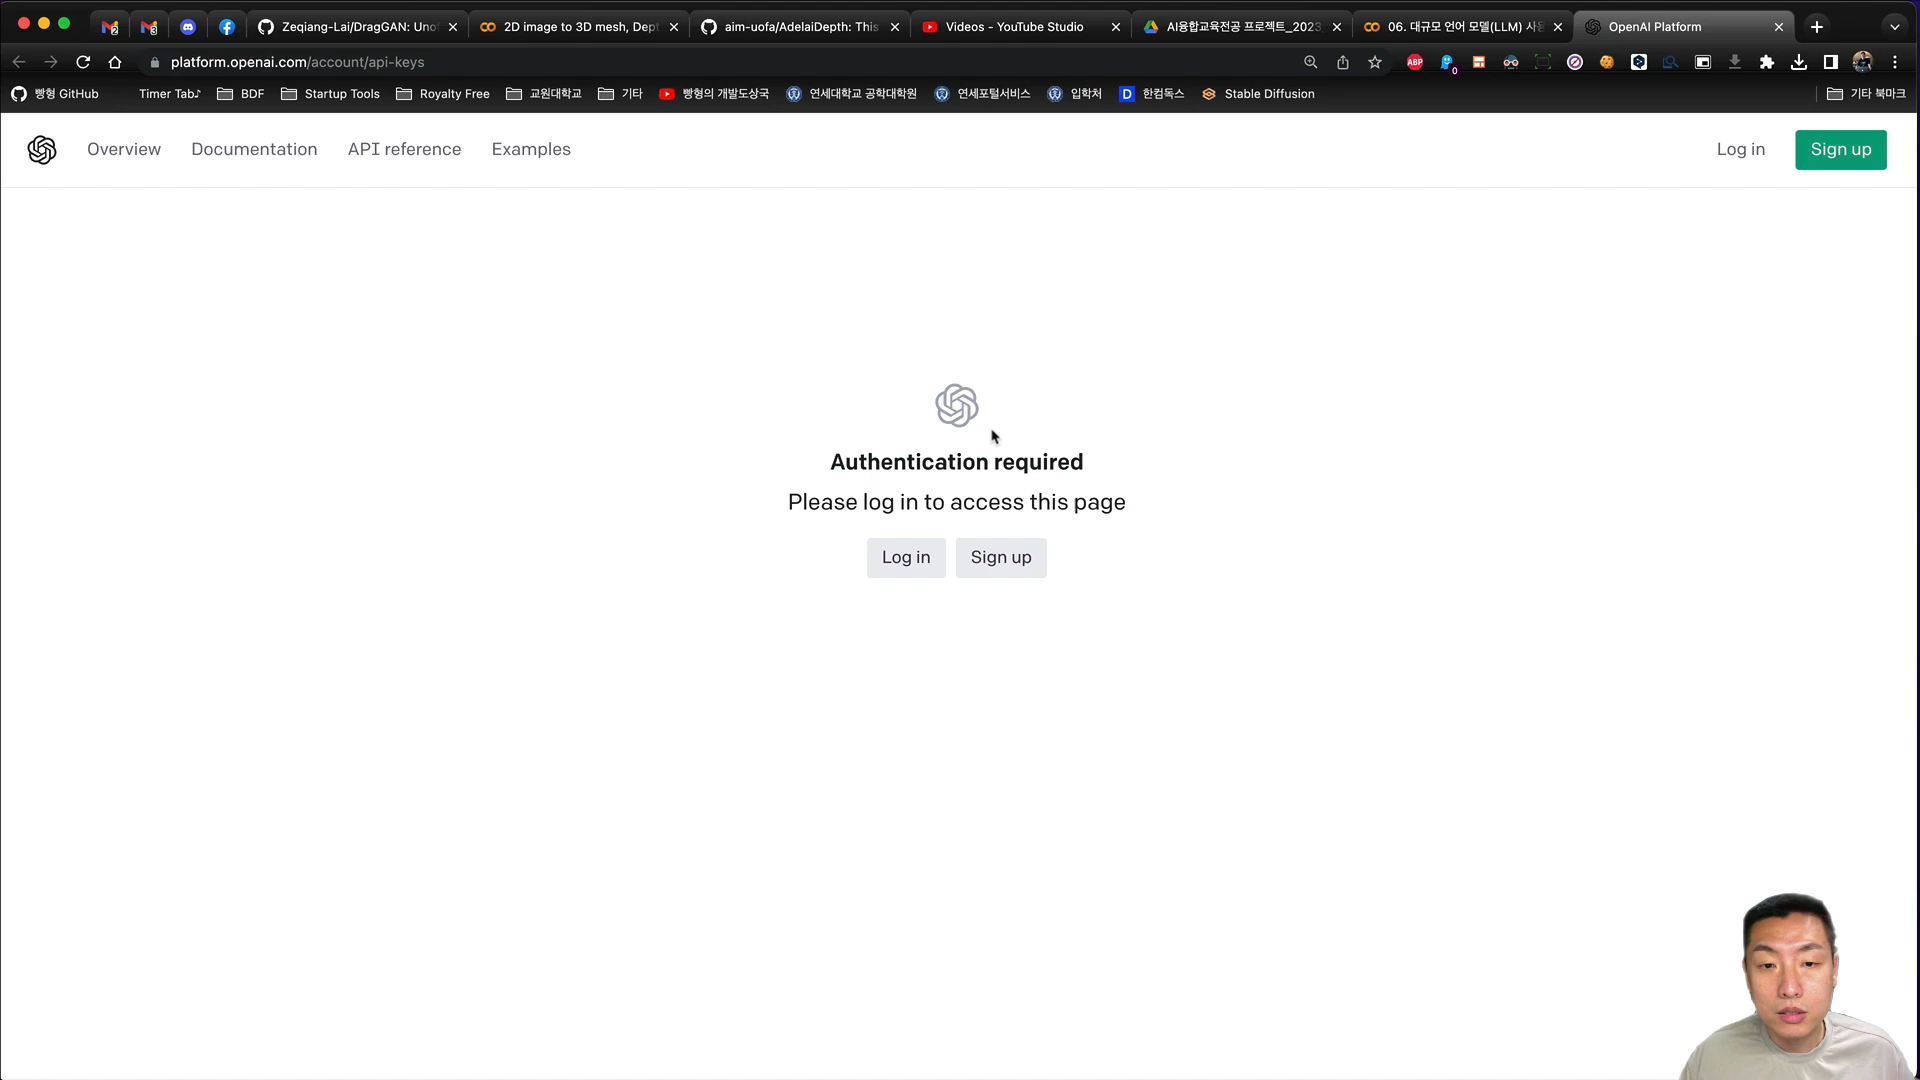 Zeqiang-Lai/DragGAN: Unof
2D image to 3D mesh, Dept
aim-uofa/AdelaiDepth: This
Videos - YouTube Studio
AI융합교육전공 프로젝트_2023
06. 대규모 언어 모델(LLM) 사용
OpenAI Platform
platform.openai.com/account/api-keys
ABP
0
빵형 GitHub
Timer Tab♪
BDF
Startup Tools
Royalty Free
교원대학교
기타
빵형의 개발도상국
연세대학교 공학대학원
연세포털서비스
입학처
D 한컴독스
Stable Diffusion
기타 북마크
Overview
Documentation
API reference
Examples
Log in
Sign up
Authentication required
Please log in to access this page
Log in
Sign up